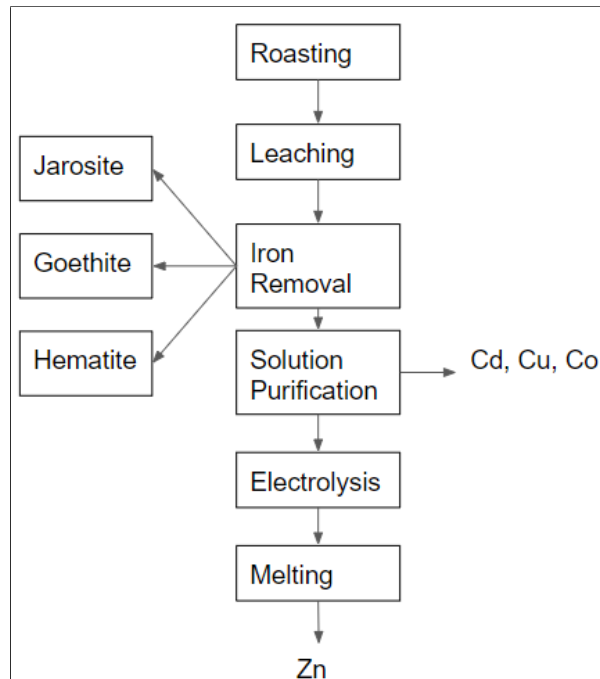 Roasting
Leaching
Jarosite
Iron
Removal
Goethite
Hematite
Solution
Purification
Cd, Cu, Co
Electrolysis
Melting
Zn